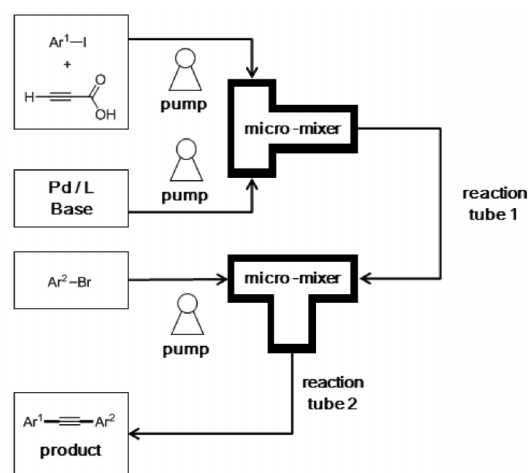 Ar¹—I
+
H
O
OH
pump
micro-mixer
Pd / L
Base
pump
reaction
tube 1
Ar²—Br
micro-mixer
pump
reaction
tube 2
Ar¹ Ar²
product